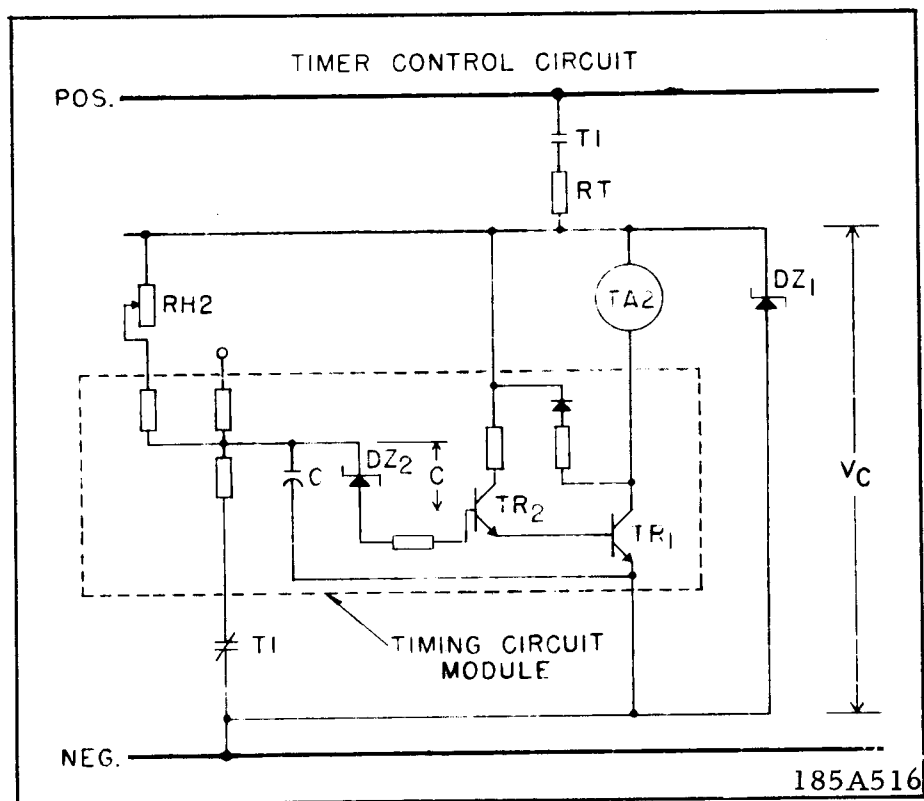 TIMER CONTROL CIRCUIT
POS.
T1
RT
RH2
TA2
DZ1
C
DZ2
C
TR2
TR1
VC
T1
TIMING CIRCUIT
MODULE
NEG.
185A516